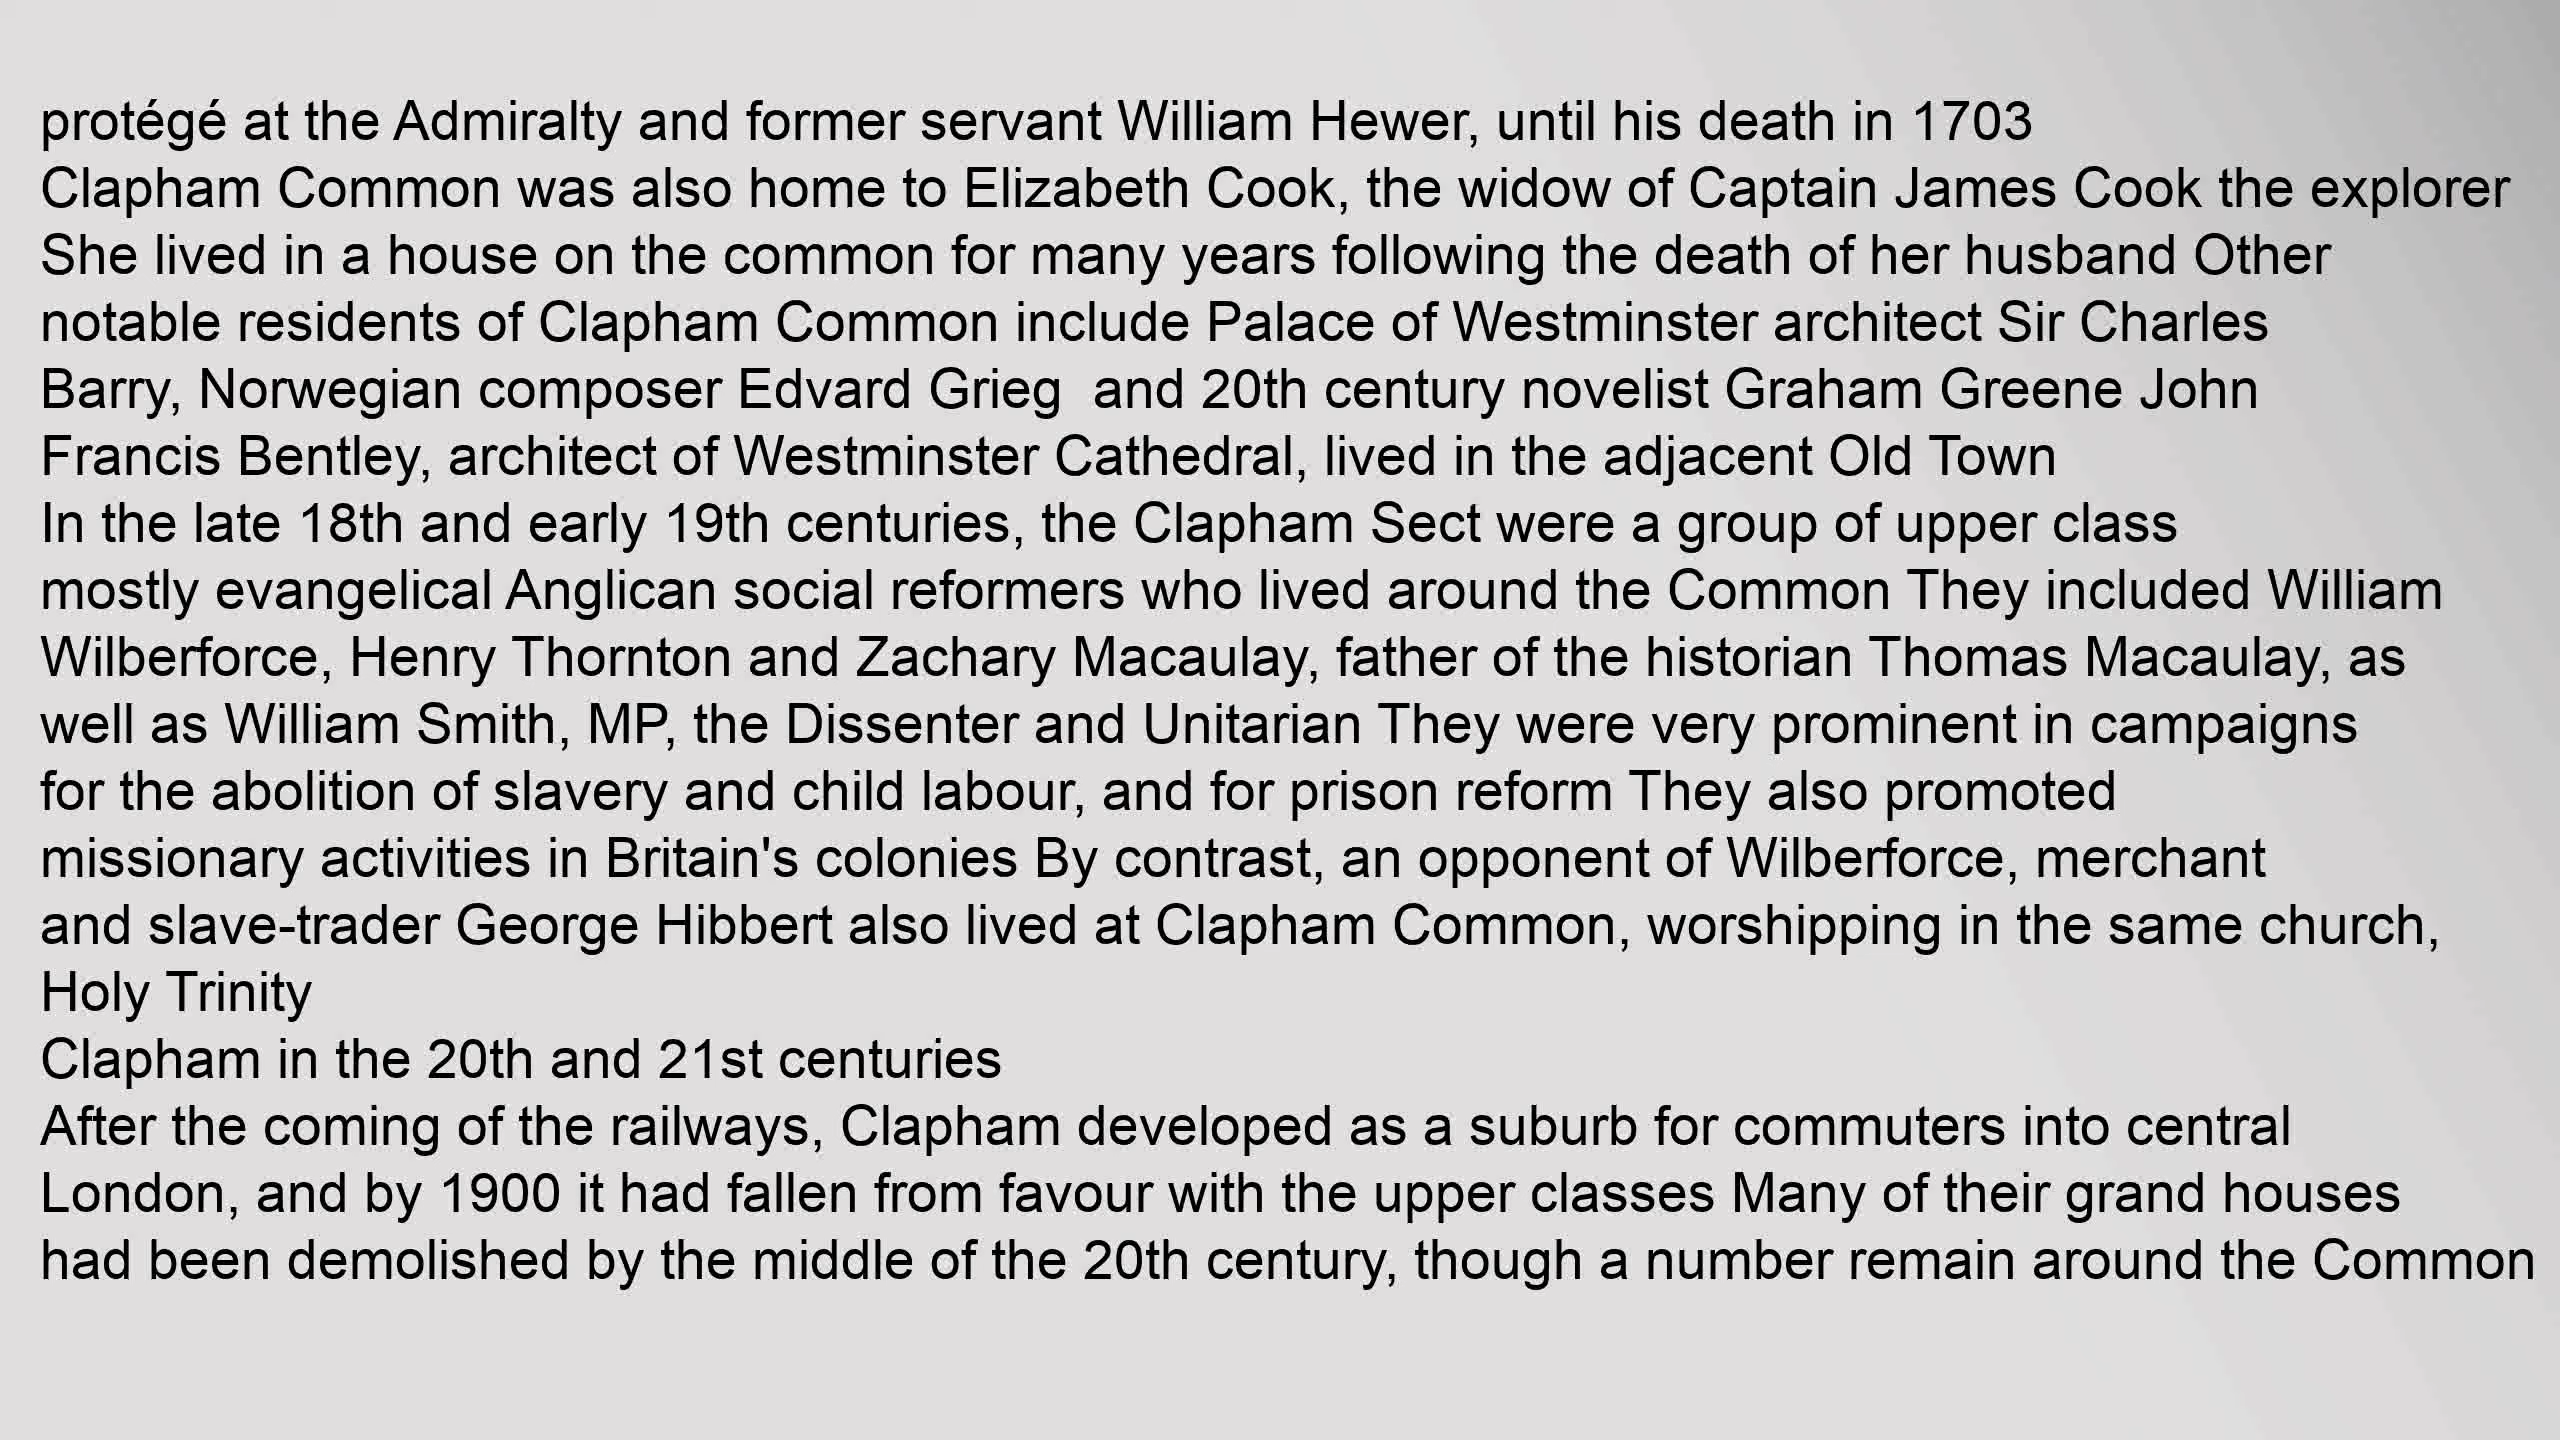 protégé at the Admiralty and former servant William Hewer, until his death in 1703
Clapham Common was also home to Elizabeth Cook, the widow of Captain James Cook the explorer
She lived in a house on the common for many years following the death of her husband Other
notable residents of Clapham Common include Palace of Westminster architect Sir Charles
Barry, Norwegian composer Edvard Grieg  and 20th century novelist Graham Greene John
Francis Bentley, architect of Westminster Cathedral, lived in the adjacent Old Town
In the late 18th and early 19th centuries, the Clapham Sect were a group of upper class
mostly evangelical Anglican social reformers who lived around the Common They included William
Wilberforce, Henry Thornton and Zachary Macaulay, father of the historian Thomas Macaulay, as
well as William Smith, MP, the Dissenter and Unitarian They were very prominent in campaigns
for the abolition of slavery and child labour, and for prison reform They also promoted
missionary activities in Britain's colonies By contrast, an opponent of Wilberforce, merchant
and slave-trader George Hibbert also lived at Clapham Common, worshipping in the same church,
Holy Trinity
Clapham in the 20th and 21st centuries
After the coming of the railways, Clapham developed as a suburb for commuters into central
London, and by 1900 it had fallen from favour with the upper classes Many of their grand houses
had been demolished by the middle of the 20th century, though a number remain around the Common